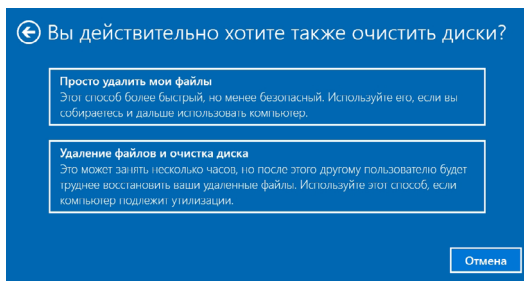 Вы действительно хотите также очистить диски?
Просто удалить мои файлы
Этот способ более быстрый, но менее безопасный. Используйте его, если вы
собираетесь и дальше использовать компьютер.
Удаление файлов и очистка диска
Это может занять несколько часов, но после этого другому пользователю будет
труднее восстановить ваши удаленные файлы. Используйте этот способ, если
компьютер подлежит утилизации.
Отмена